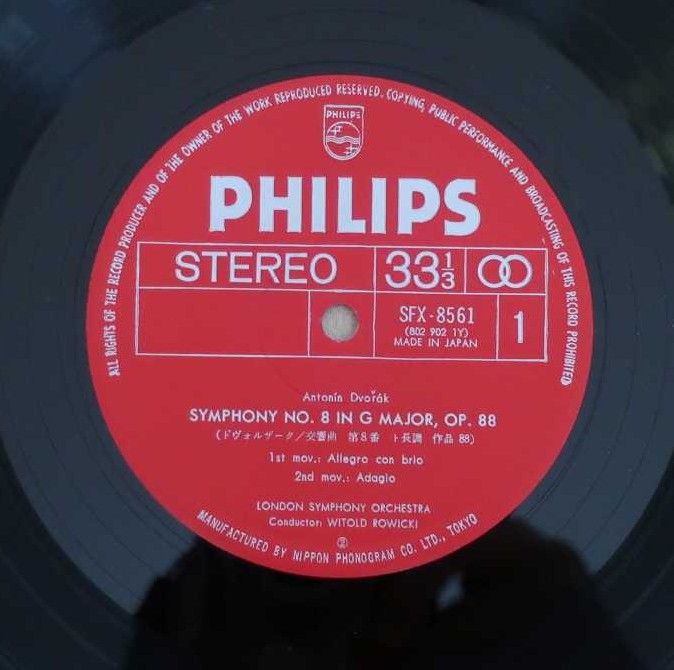 ALL RIGHTS OF THE RECORD PRODUCER AND OF THE OWNER OF THE WORK REPRODUCED RESERVED. COPYING, PUBLIC PERFORMANCE AND BROADCASTING OF THIS RECORD PROHIBITED
PHILIPS
PHILIPS
STEREO 33 1/3
SFX-8561
(802 902 1Y)
MADE IN JAPAN
1
Antonín Dvořák
SYMPHONY NO. 8 IN G MAJOR, OP. 88
(ドヴォルザーク/交響曲 第8番 ト長調 作品 88)
1st mov.: Allegro con brio
2nd mov.: Adagio
LONDON SYMPHONY ORCHESTRA
Conductor: WITOLD ROWICKI
MANUFACTURED BY NIPPON PHONOGRAM CO. LTD., TOKYO